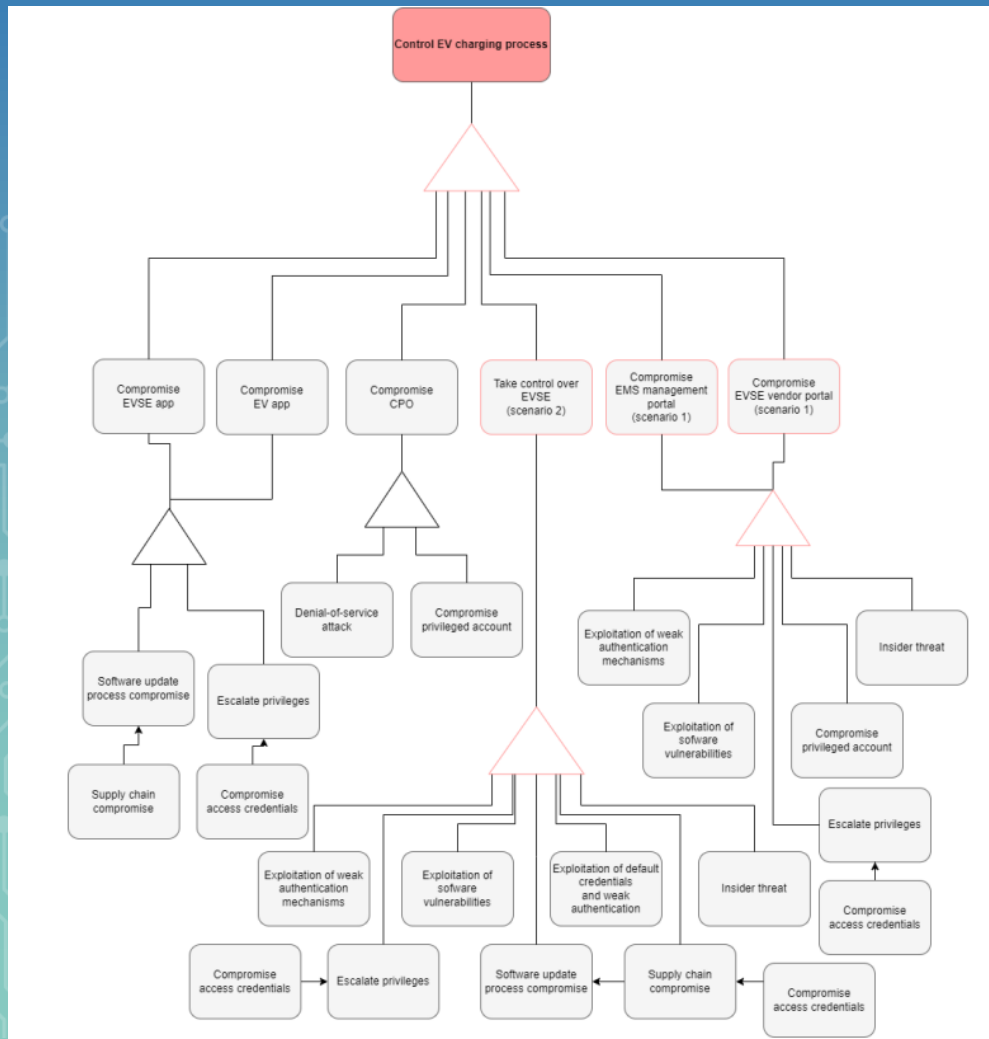 Control EV charging process
Compromise
EVSE app
Compromise
EV app
Compromise
CPO
Take control over
EVSE
(scenario 2)
Compromise
EMS management
portal
(scenario 1)
Compromise
EVSE vendor portal
(scenario 1)
Denial-of-service
attack
Compromise
privileged account
Exploitation of weak
authentication
mechanisms
Insider threat
Software update
process compromise
Escalate privileges
Exploitation of
sofware
vulnerabilities
Compromise
privileged account
Supply chain
compromise
Compromise
access credentials
Escalate privileges
Exploitation of weak
authentication
mechanisms
Exploitation of
sofware
vulnerabilities
Exploitation of default
credentials
and weak
authentication
Insider threat
Compromise
access credentials
Compromise
access credentials
Escalate privileges
Software update
process compromise
Supply chain
compromise
Compromise
access credentials